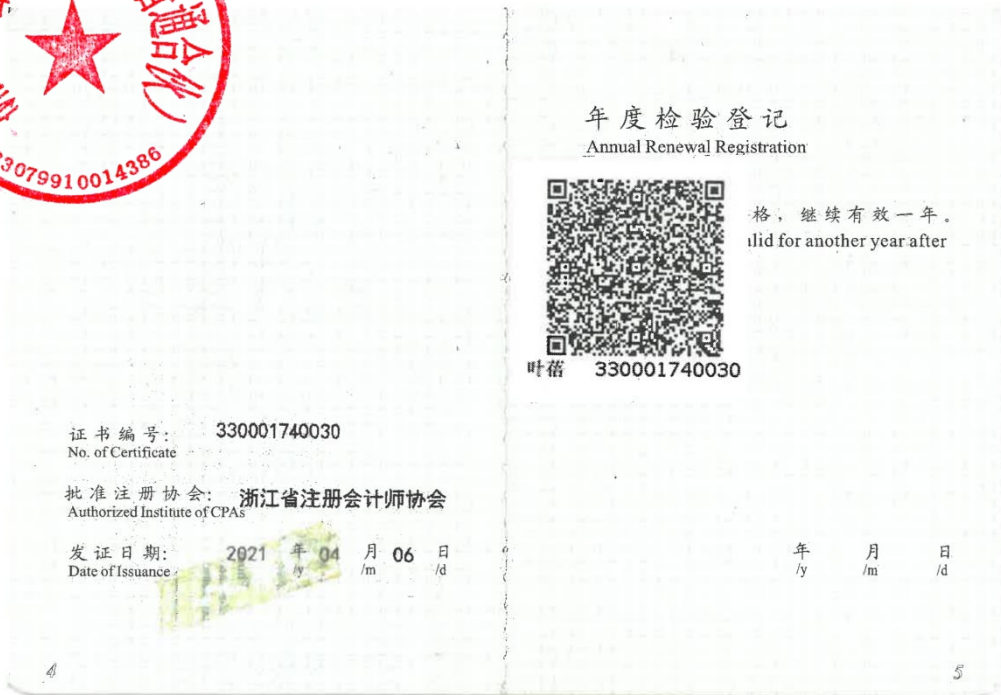 通合伙)
3079910014386
证书编号: 330001740030
No. of Certificate
批准注册协会: 浙江省注册会计师协会
Authorized Institute of CPAs
发证日期: 2021 年 04 月 06 日
Date of Issuance /y /m /d
4
年度检验登记
Annual Renewal Registration
格，继续有效一年。
lid for another year after
叶蓓 330001740030
年 月 日
/y /m /d
5